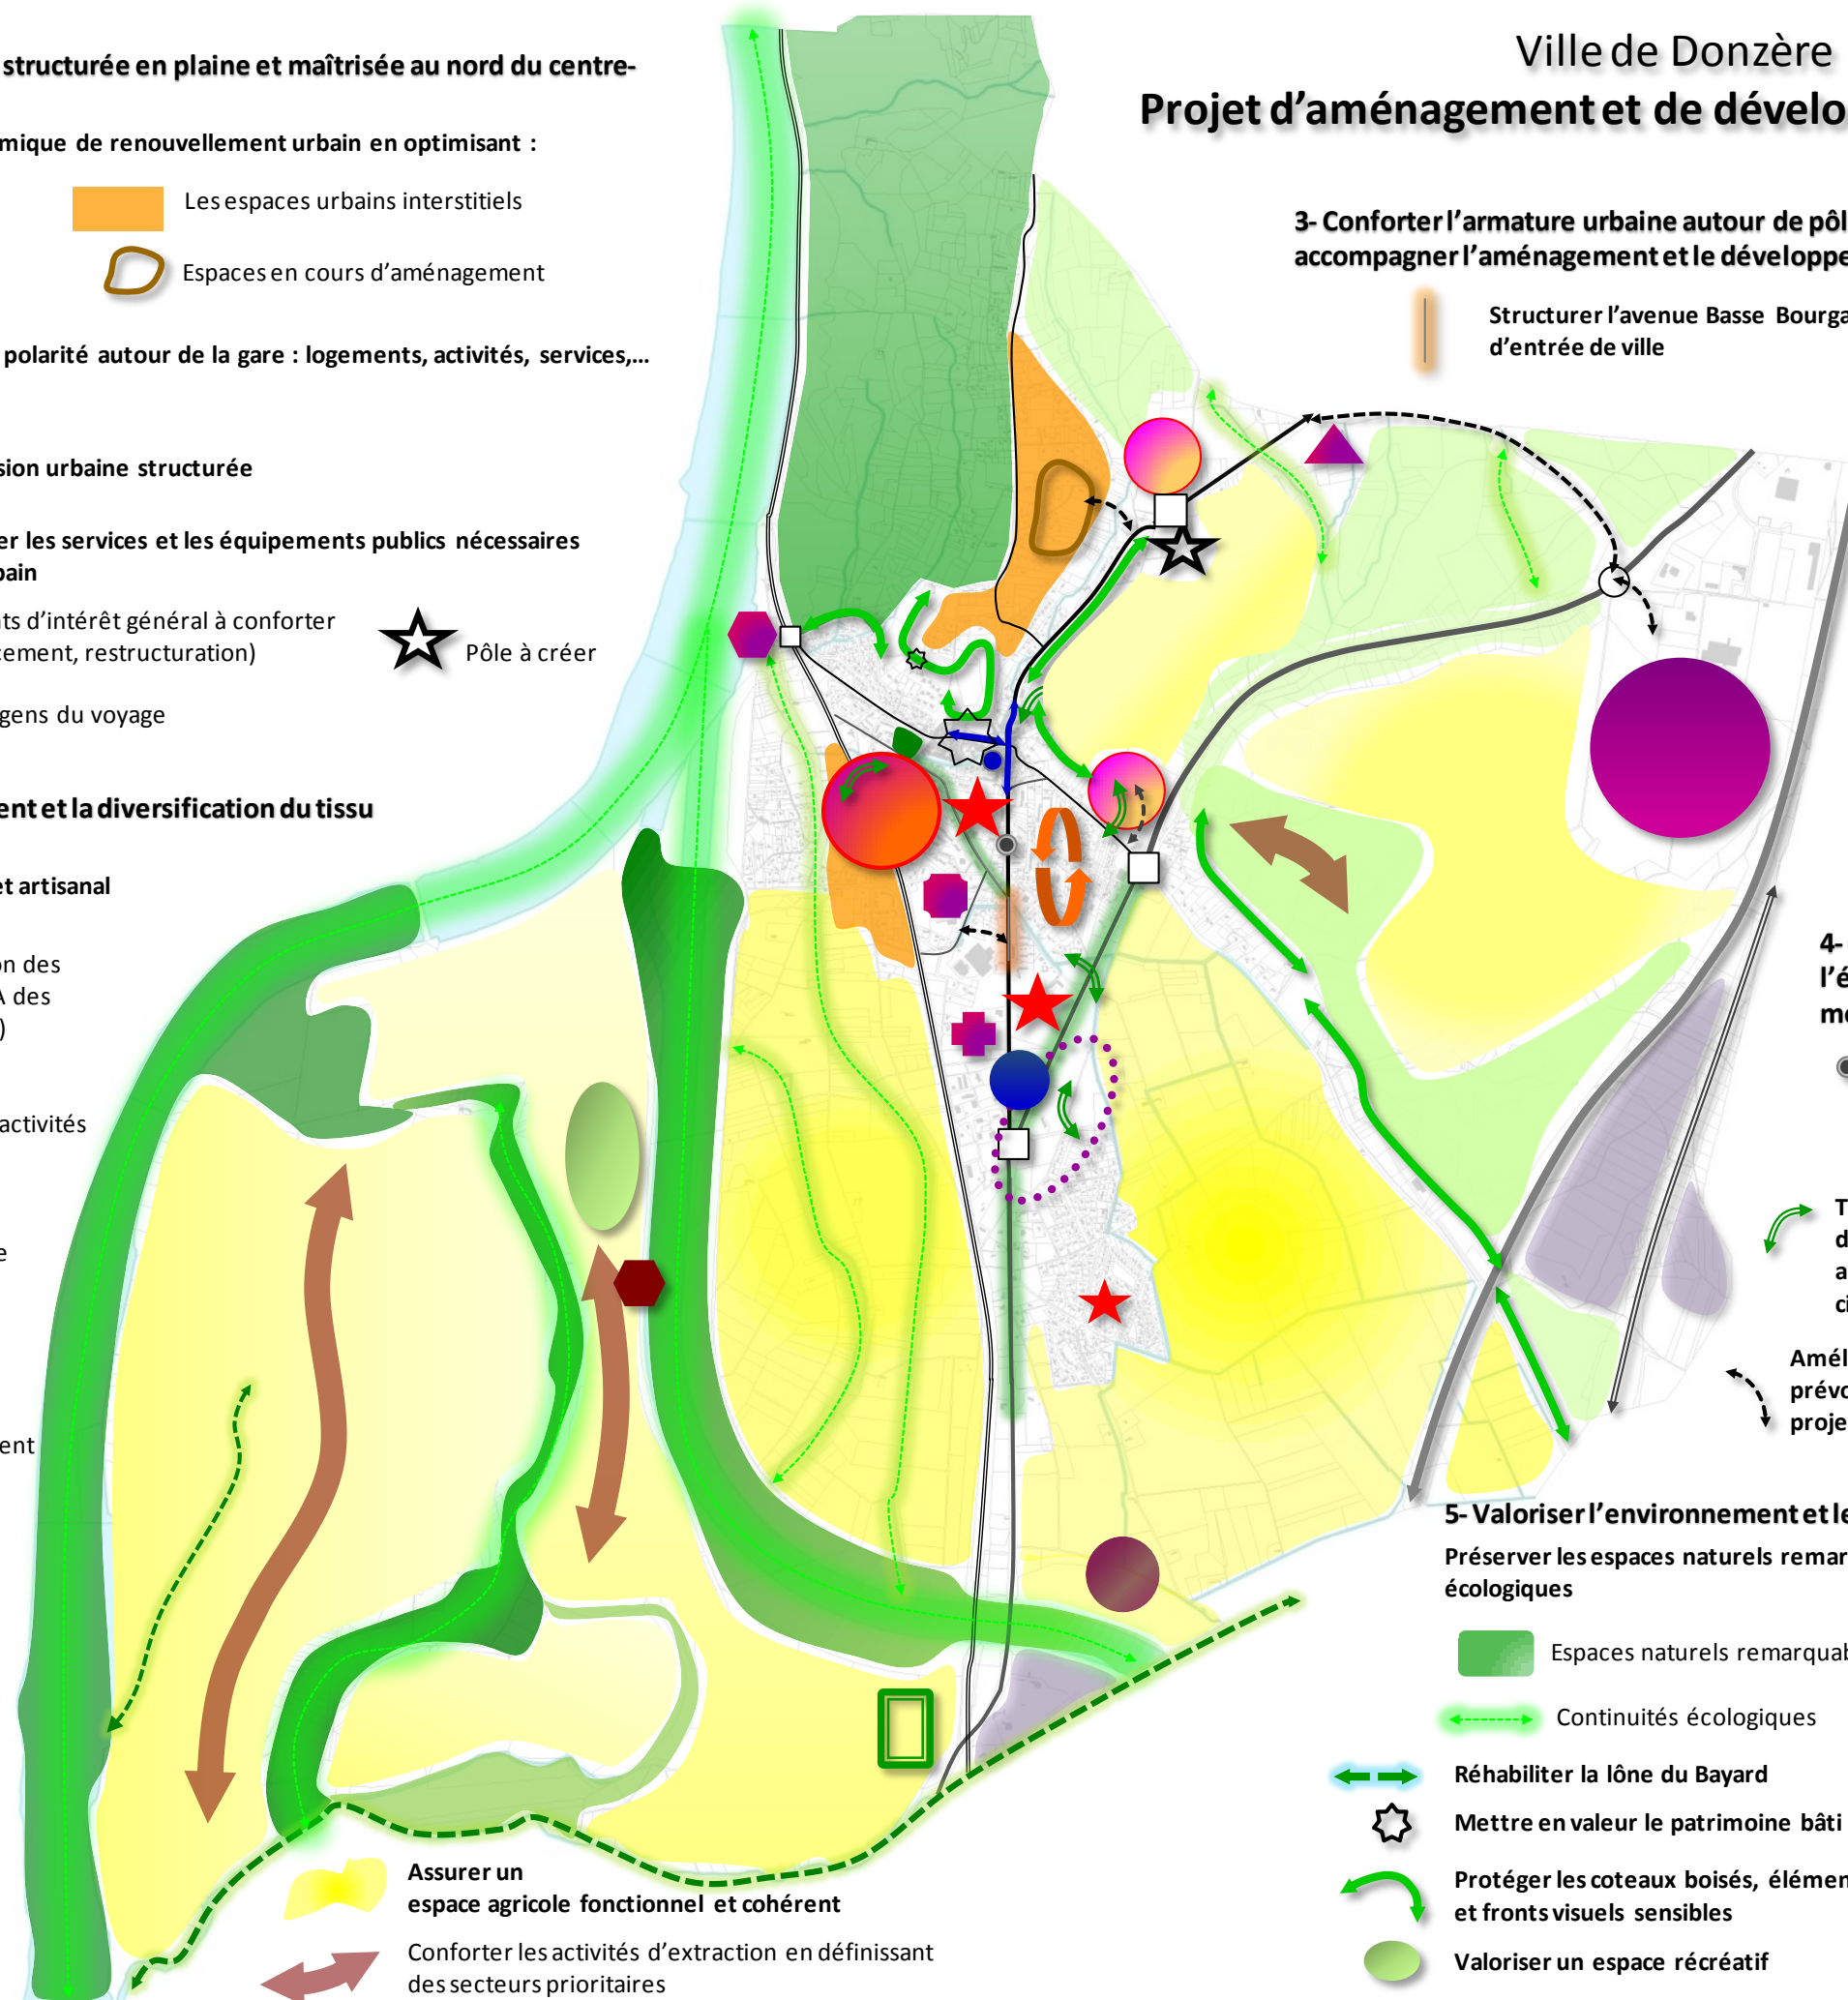 Ville de Donzère
Projet d’aménagement et de dévelo
structurée en plaine et maîtrisée au nord du centre-
mique de renouvellement urbain en optimisant :
Les espaces urbains interstitiels
Espaces en cours d’aménagement
polarité autour de la gare : logements, activités, services,...
sion urbaine structurée
er les services et les équipements publics nécessaires
pain
ts d’intérêt général à conforter
cement, restructuration)
Pôle à créer
gens du voyage
ent et la diversification du tissu
et artisanal
on des
A des
)
activités
e
ent
Assurer un
espace agricole fonctionnel et cohérent
Conforter les activités d’extraction en définissant
des secteurs prioritaires
3- Conforter l’armature urbaine autour de pôl
accompagner l’aménagement et le développe
Structurer l’avenue Basse Bourga
d’entrée de ville
4-
l’é
mo
T
d
a
ci
Amél
prévo
proje
5- Valoriser l’environnement et le
Préserver les espaces naturels remar
écologiques
Espaces naturels remarquab
Continuités écologiques
Réhabiliter la lône du Bayard
Mettre en valeur le patrimoine bâti
Protéger les coteaux boisés, élémen
et fronts visuels sensibles
Valoriser un espace récréatif